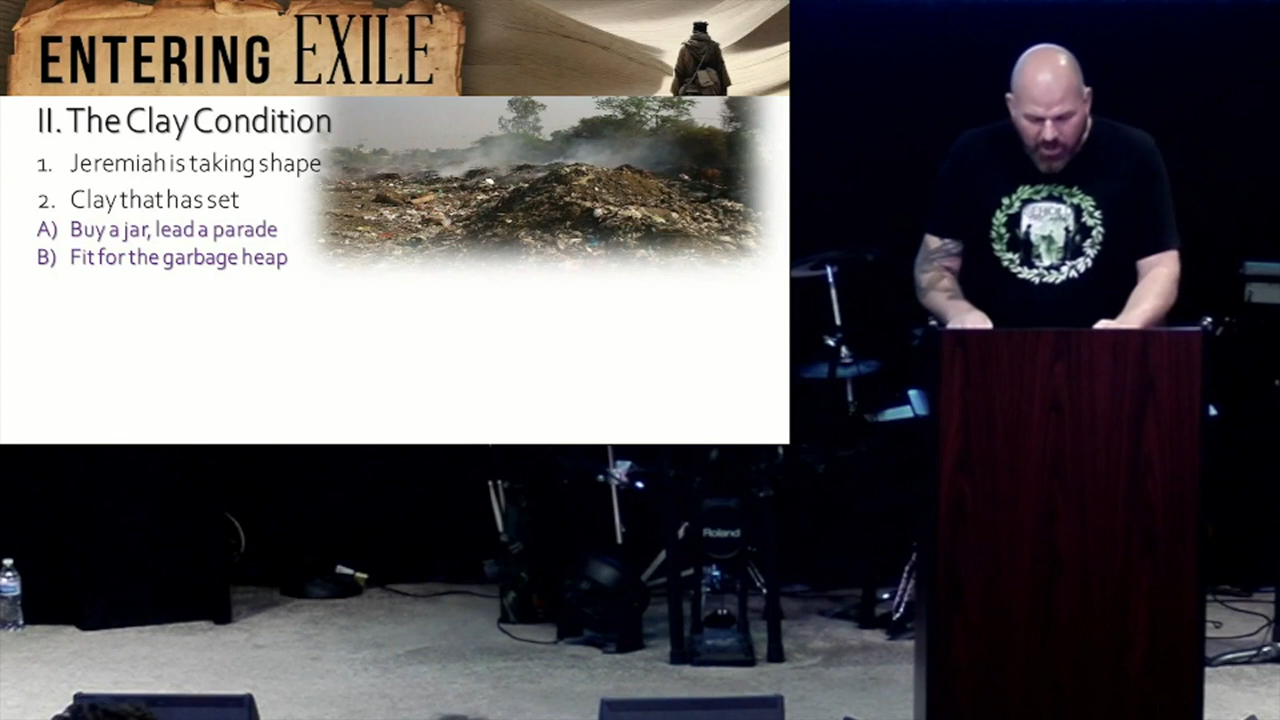 ENTERING EXILE
II. The Clay Condition
1. Jeremiah is taking shape
2. Clay that has set
A) Buy a jar, lead a parade
B) Fit for the garbage heap
Roland